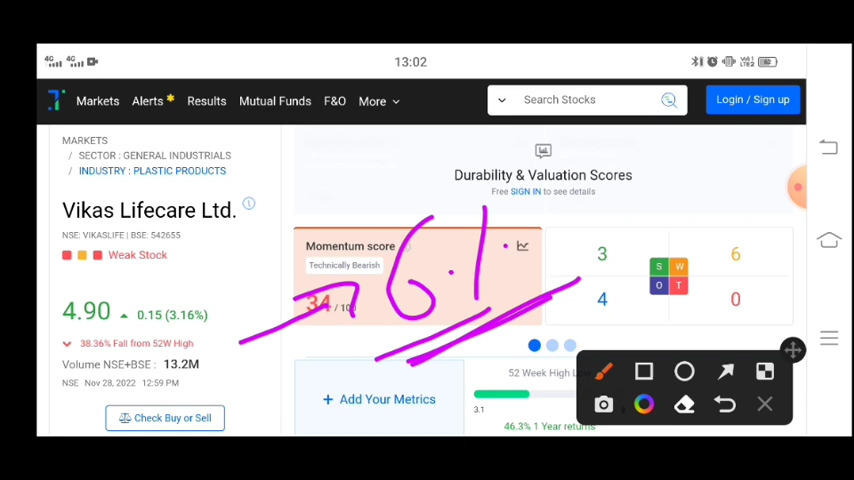 4G 4G 13:02
Markets Alerts Results Mutual Funds F&O More Search Stocks Login / Sign up
MARKETS
/ SECTOR : GENERAL INDUSTRIALS
/ INDUSTRY : PLASTIC PRODUCTS
Vikas Lifecare Ltd.
NSE: VIKASLIFE | BSE: 542655
Weak Stock
4.90 0.15 (3.16%)
38.36% Fall from 52W High
Volume NSE+BSE : 13.2M
NSE Nov 28, 2022 12:59 PM
Check Buy or Sell
Durability & Valuation Scores
Free SIGN IN to see details
Momentum score
Technically Bearish
34 / 100
3 6
S W
O T
4 0
+ Add Your Metrics
52 Week High Low
3.1
46.3% 1 Year returns